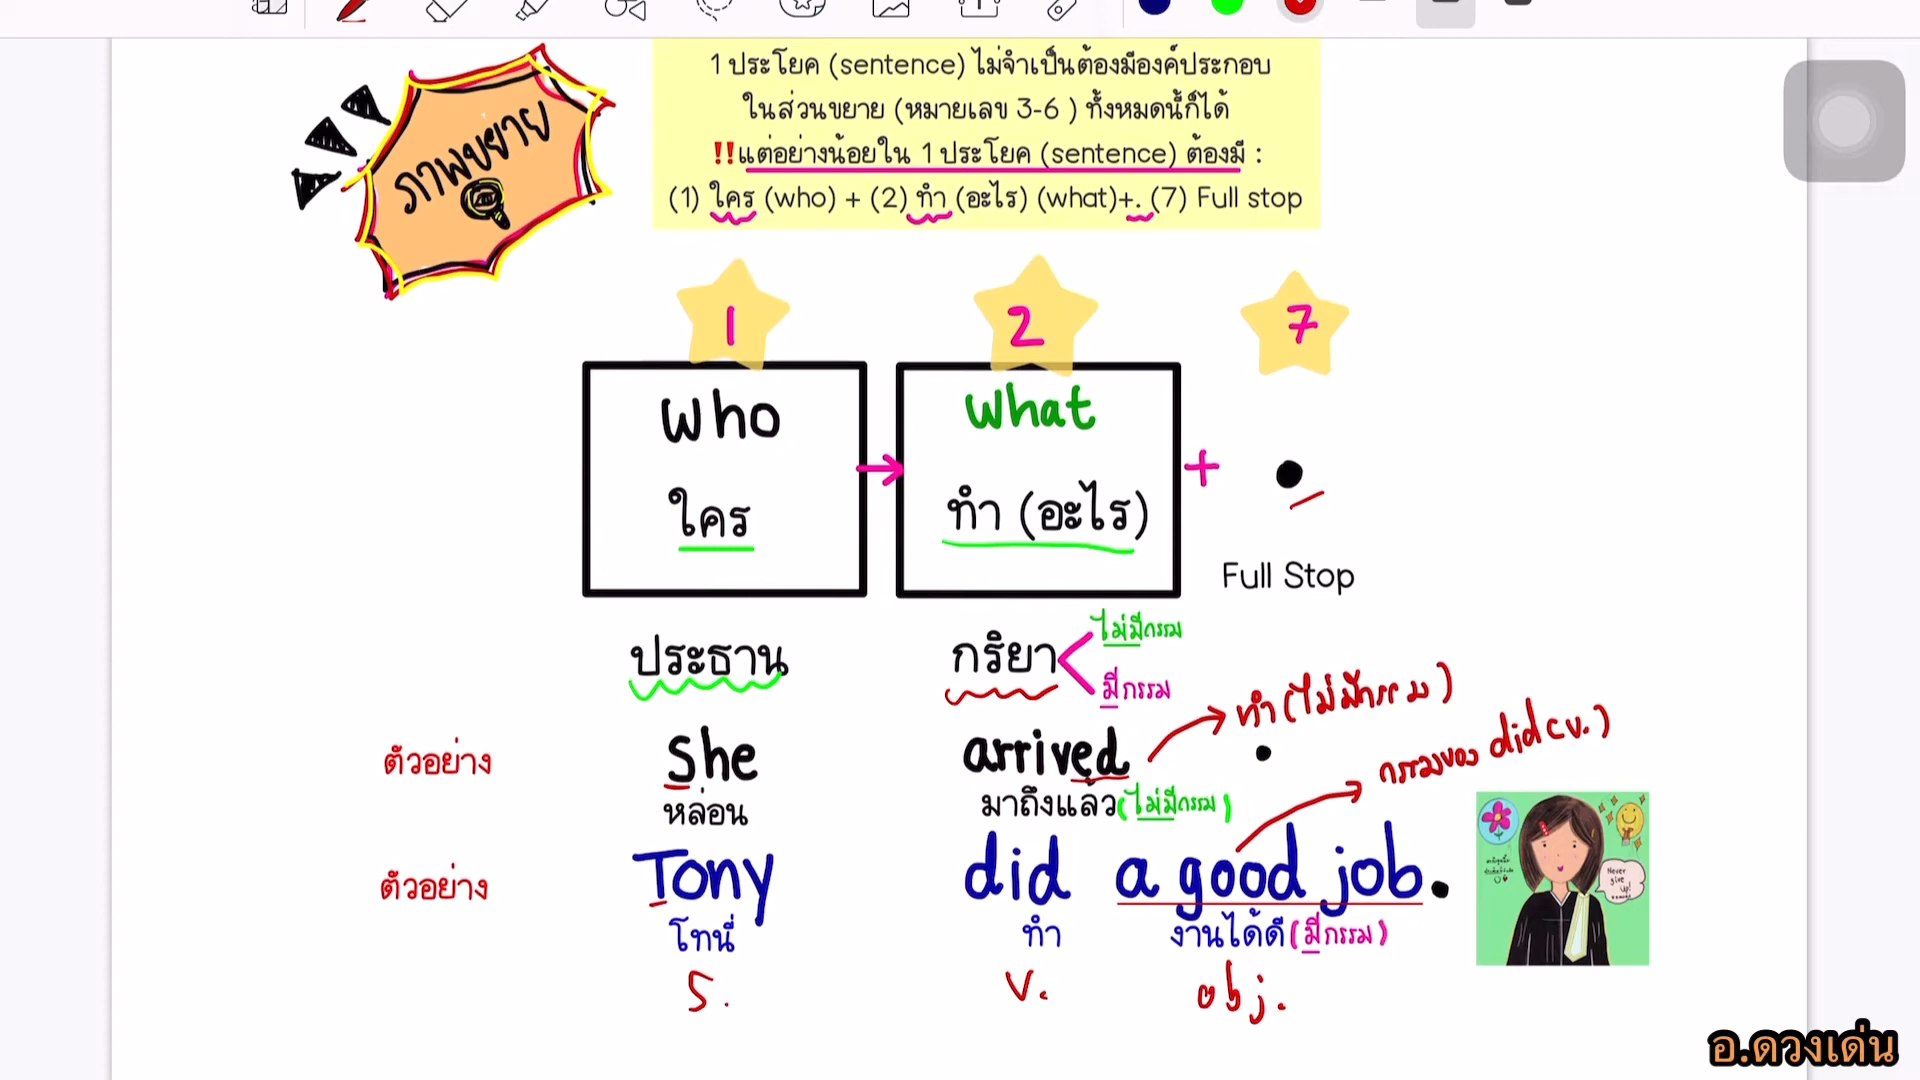 1 ประโยค (sentence) ไม่จำเป็นต้องมีองค์ประกอบ
ในส่วนขยาย (หมายเลข 3-6 ) ทั้งหมดนี้ก็ได้
‼แต่อย่างน้อยใน 1 ประโยค (sentence) ต้องมี :
(1) ใคร (who) + (2) ทำ (อะไร) (what)+. (7) Full stop
ภาพขยาย
1 2 7
Who What
ใคร → ทำ (อะไร) + •
Full Stop
ประธาน กริยา ไม่มีกรรม
มีกรรม
ทำ (ไม่มีกรรม)
ตัวอย่าง She arrived .
หล่อน มาถึงแล้ว (ไม่มีกรรม)
กรรมของ did (v.)
ตัวอย่าง Tony did a good job.
โทนี่ ทำ งานได้ดี (มีกรรม)
S. V. obj.
Never give up!
อ.ดวงเด่น